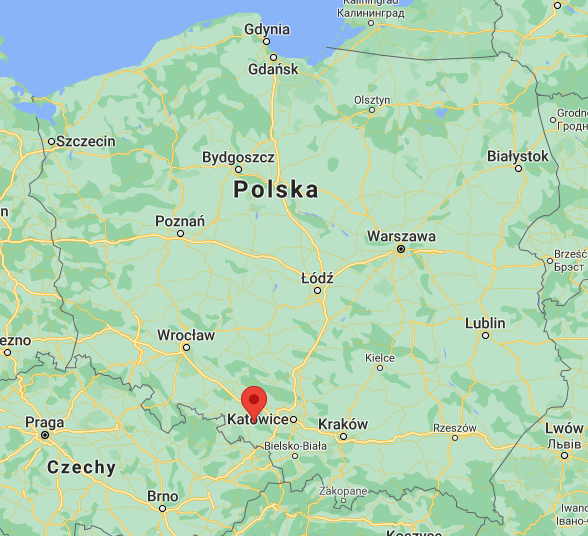 Калининград
Gdynia
Gdańsk
Olsztyn
Grodno
Гродно
Szczecin
Bydgoszcz
Białystok
Polska
Poznań
Warszawa
Brześć
Брэст
Łódź
Wrocław
Lublin
Kielce
Praga
Katowice
Kraków
Rzeszów
Lwów
Львів
Bielsko-Biała
Czechy
Zakopane
Brno